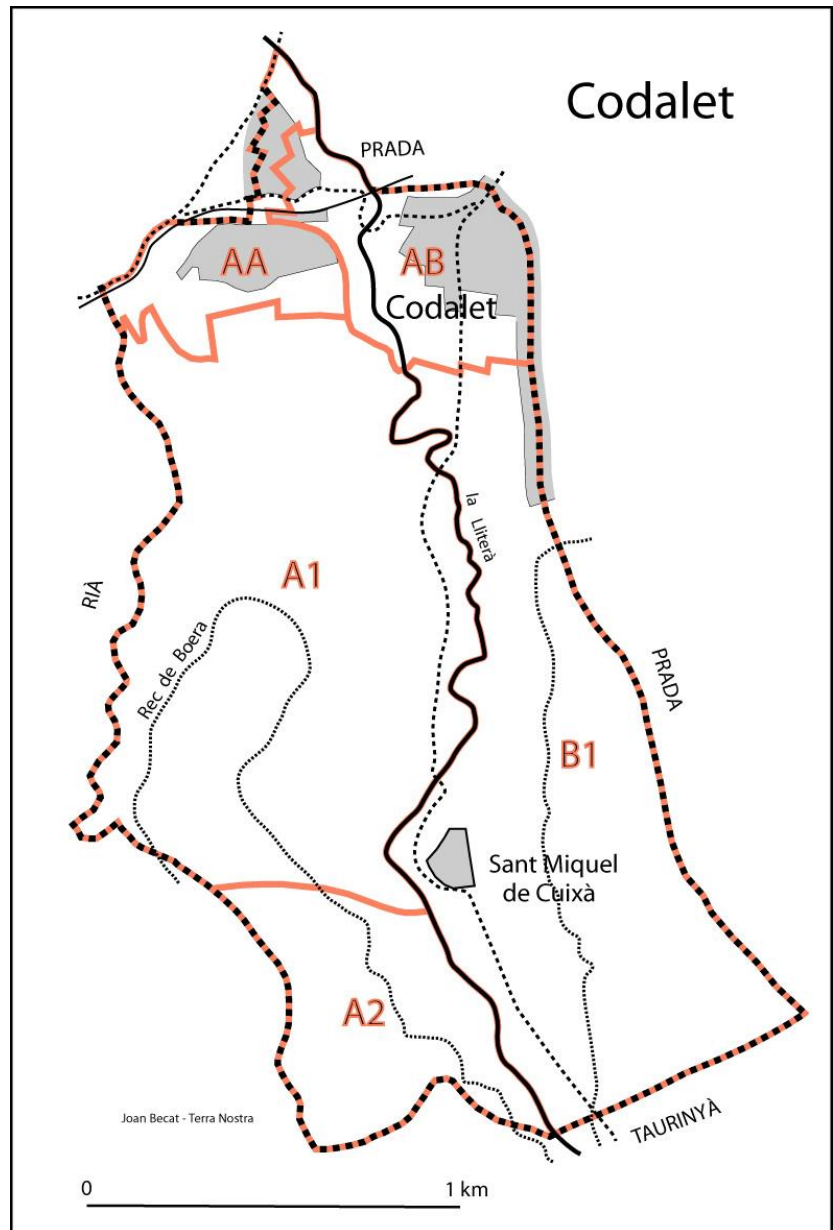 Codalet
PRADA
AA
AB
Codalet
la Lliterà
A1
RIÀ
Rec de Boera
PRADA
B1
Sant Miquel
de Cuixà
A2
Joan Becat - Terra Nostra
TAURINYÀ
0 1 km